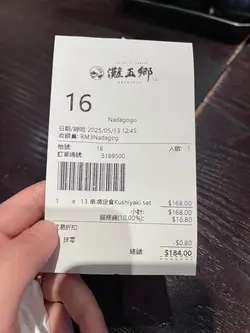 灘五鄉
16
Nadagogo
日期/時間: 2025/05/13 12:45
收銀員: RM3Nadagog
枱號: 16 人數: 1
訂單編號: S169500
1 x 13. 串燒定食Kushiyaki set $168.00
小計: $168.00
服務費(10.00%) $16.80
扶零 -$0.80
總額: $184.00